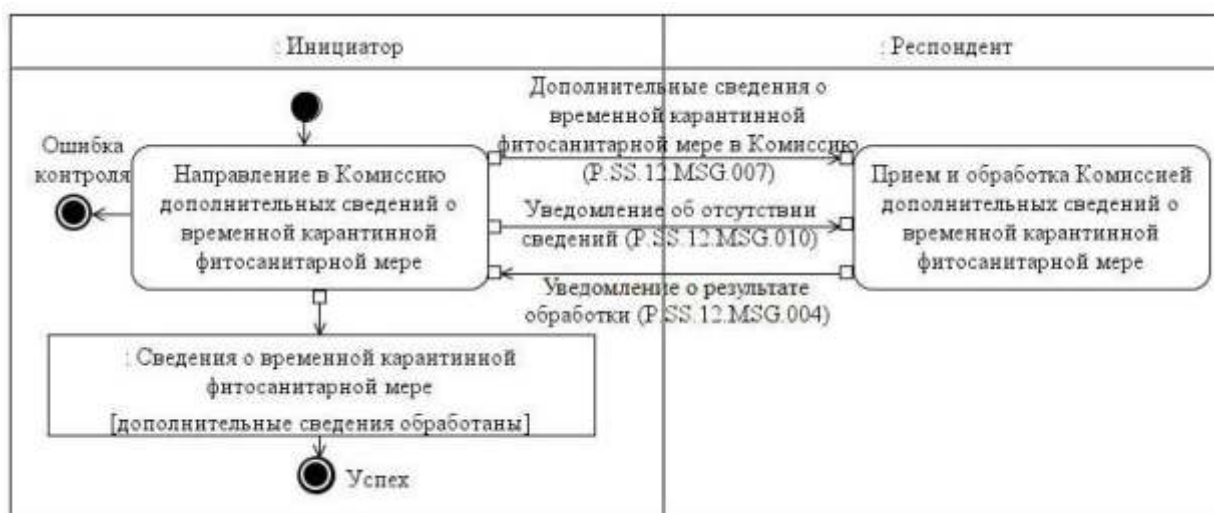 : Инициатор
: Респондент
Дополнительные сведения о
временной карантинной
фитосанитарной мере в Комиссию
(P.SS.12.MSG.007)
Ошибка
контроля
Направление в Комиссию
дополнительных сведений о
временной карантинной
фитосанитарной мере
Прием и обработка Комиссией
дополнительных сведений о
временной карантинной
фитосанитарной мере
Уведомление об отсутствии
сведений (P.SS.12.MSG.010)
Уведомление о результате
обработки (P.SS.12.MSG.004)
: Сведения о временной карантинной
фитосанитарной мере
[дополнительные сведения обработаны]
Успех